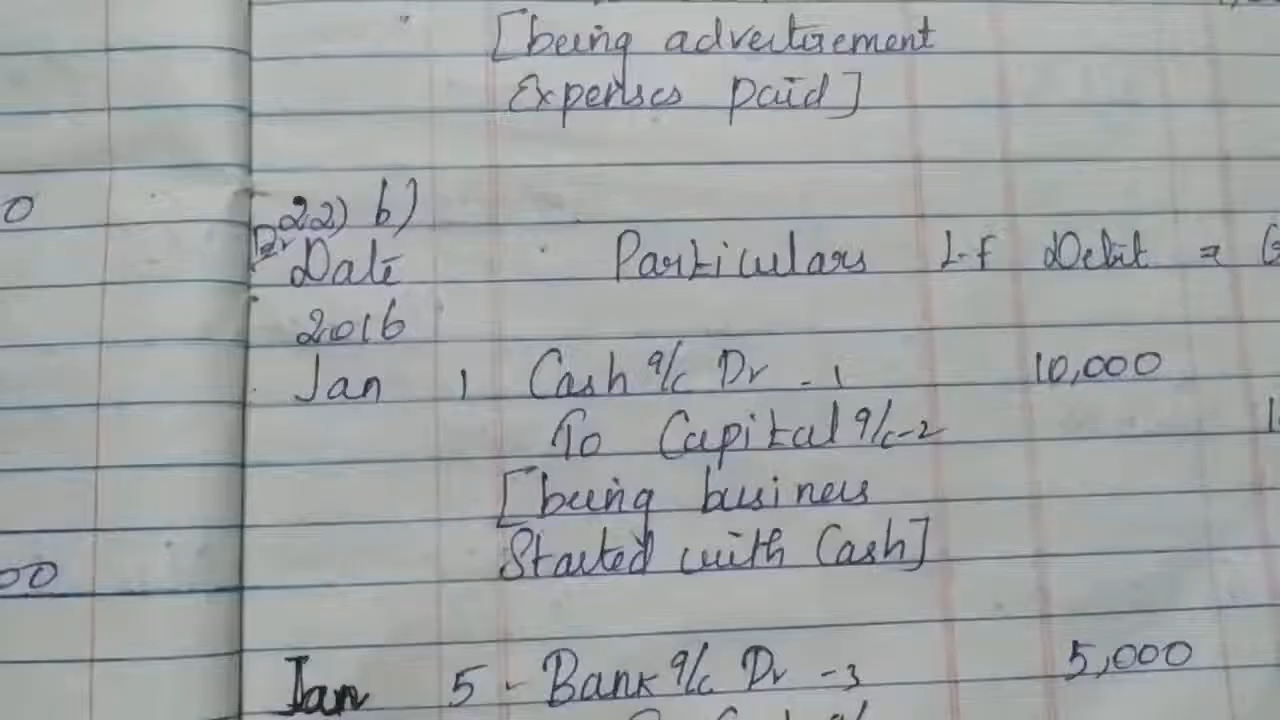 [being advertisement
Expenses paid]
0
22) b)
Dr
Date Particulars L-F Debit =
2016
Jan 1 Cash a/c Dr - 1 10,000
To Capital a/c-2
[being business
Started with Cash]
00
Jan 5 - Bank a/c Dr -3 5,000